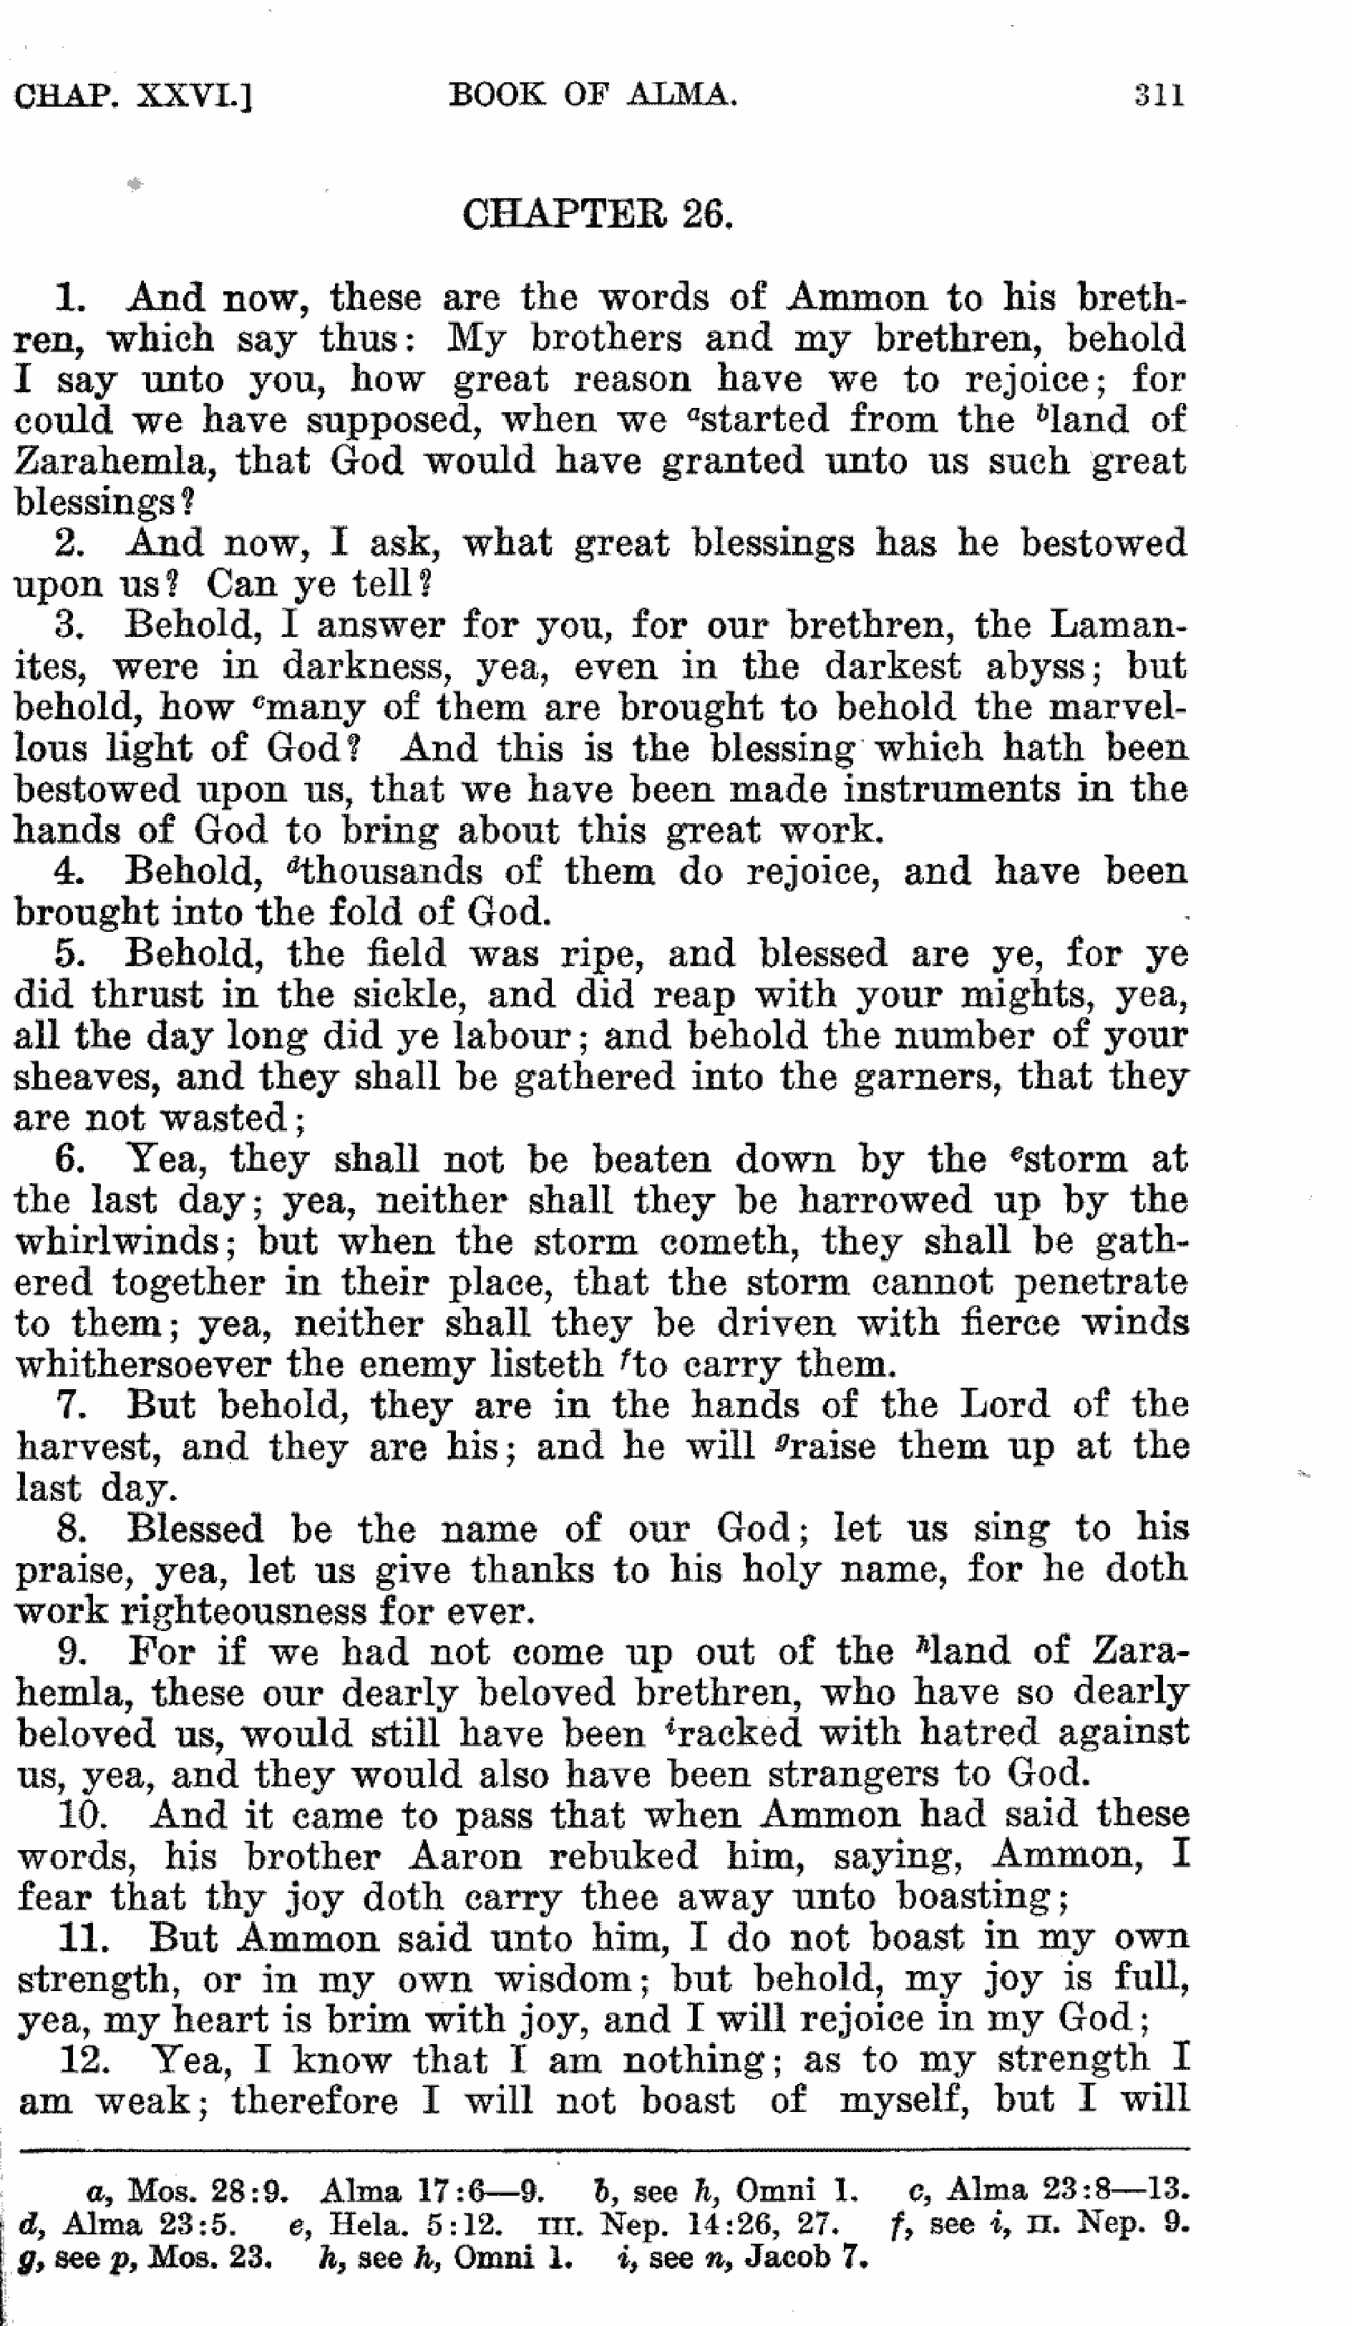 CHAP. XXVI.] BOOK OF ALMA. 311
CHAPTER 26.
1. And now, these are the words of Ammon to his breth-
ren, which say thus: My brothers and my brethren, behold
I say unto you, how great reason have we to rejoice; for
could we have supposed, when we astarted from the bland of
Zarahemla, that God would have granted unto us such great
blessings?
2. And now, I ask, what great blessings has he bestowed
upon us? Can ye tell?
3. Behold, I answer for you, for our brethren, the Laman-
ites, were in darkness, yea, even in the darkest abyss; but
behold, how cmany of them are brought to behold the marvel-
lous light of God? And this is the blessing which hath been
bestowed upon us, that we have been made instruments in the
hands of God to bring about this great work.
4. Behold, dthousands of them do rejoice, and have been
brought into the fold of God.
5. Behold, the field was ripe, and blessed are ye, for ye
did thrust in the sickle, and did reap with your mights, yea,
all the day long did ye labour; and behold the number of your
sheaves, and they shall be gathered into the garners, that they
are not wasted;
6. Yea, they shall not be beaten down by the estorm at
the last day; yea, neither shall they be harrowed up by the
whirlwinds; but when the storm cometh, they shall be gath-
ered together in their place, that the storm cannot penetrate
to them; yea, neither shall they be driven with fierce winds
whithersoever the enemy listeth fto carry them.
7. But behold, they are in the hands of the Lord of the
harvest, and they are his; and he will graise them up at the
last day.
8. Blessed be the name of our God; let us sing to his
praise, yea, let us give thanks to his holy name, for he doth
work righteousness for ever.
9. For if we had not come up out of the hland of Zara-
hemla, these our dearly beloved brethren, who have so dearly
beloved us, would still have been iracked with hatred against
us, yea, and they would also have been strangers to God.
10. And it came to pass that when Ammon had said these
words, his brother Aaron rebuked him, saying, Ammon, I
fear that thy joy doth carry thee away unto boasting;
11. But Ammon said unto him, I do not boast in my own
strength, or in my own wisdom; but behold, my joy is full,
yea, my heart is brim with joy, and I will rejoice in my God;
12. Yea, I know that I am nothing; as to my strength I
am weak; therefore I will not boast of myself, but I will
a, Mos. 28:9. Alma 17:6—9. b, see h, Omni 1. c, Alma 23:8—13.
d, Alma 23:5. e, Hela. 5:12. III. Nep. 14:26, 27. f, see i, II. Nep. 9.
g, see p, Mos. 23. h, see h, Omni 1. i, see n, Jacob 7.